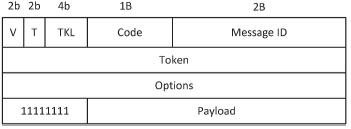 2b 2b 4b 1B 2B
V T TKL Code Message ID
Token
Options
11111111 Payload